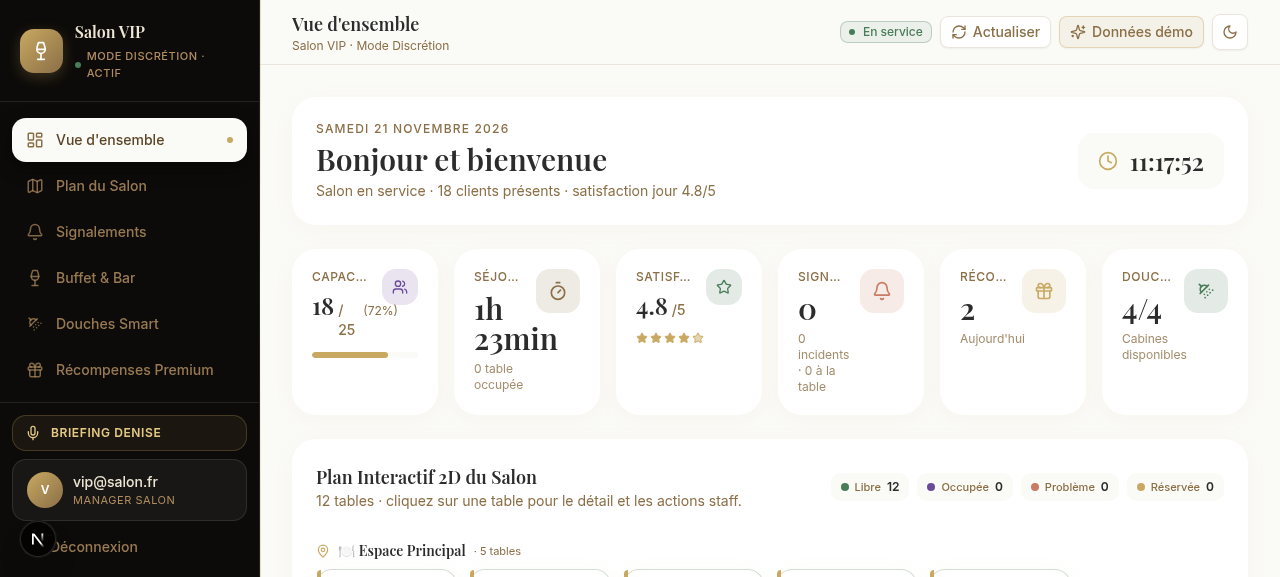 Salon VIP
MODE DISCRÉTION ·
ACTIF
Vue d'ensemble
Plan du Salon
Signalements
Buffet & Bar
Douches Smart
Récompenses Premium
BRIEFING DENISE
V
vip@salon.fr
MANAGER SALON
N
Déconnexion
Vue d'ensemble
Salon VIP · Mode Discrétion
En service
Actualiser
Données démo
SAMEDI 21 NOVEMBRE 2026
Bonjour et bienvenue
Salon en service · 18 clients présents · satisfaction jour 4.8/5
11:17:52
CAPAC...
18 / 25 (72%)
SÉJO...
1h
23min
0 table
occupée
SATISF...
4.8 /5
SIGN...
0
0
incidents
· 0 à la
table
RÉCO...
2
Aujourd'hui
DOUC...
4/4
Cabines
disponibles
Plan Interactif 2D du Salon
12 tables · cliquez sur une table pour le détail et les actions staff.
Libre 12
Occupée 0
Problème 0
Réservée 0
🍽️ Espace Principal · 5 tables